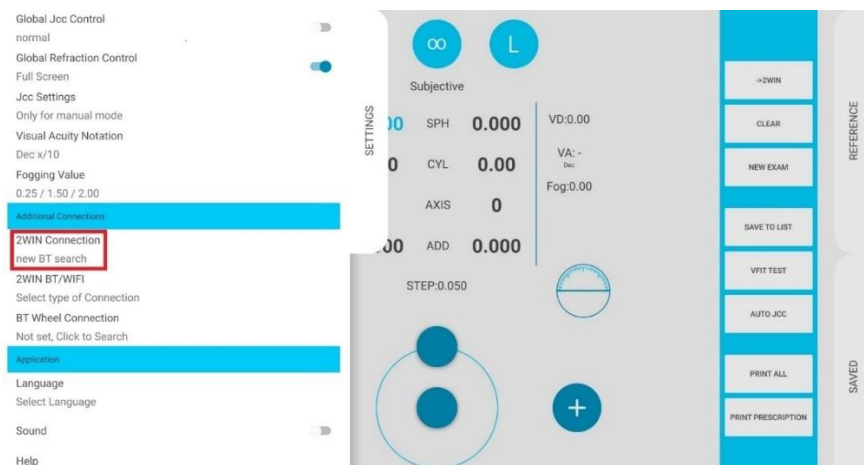 Global Jcc Control
normal
Global Refraction Control
Full Screen
Jcc Settings
Only for manual mode
Visual Acuity Notation
Dec x/10
Fogging Value
0.25 / 1.50 / 2.00
Additional Connections
2WIN Connection
new BT search
2WIN BT/WIFI
Select type of Connection
BT Wheel Connection
Not set, Click to Search
Application
Language
Select Language
Sound
Help
SETTINGS
∞ L
Subjective
00 SPH 0.000 VD:0.00
0 CYL 0.00 VA: -
Dec
Fog:0.00
AXIS 0
00 ADD 0.000
STEP:0.050
+
->2WIN
CLEAR
NEW EXAM
SAVE TO LIST
VFIT TEST
AUTO JCC
PRINT ALL
PRINT PRESCRIPTION
REFERENCE
SAVED